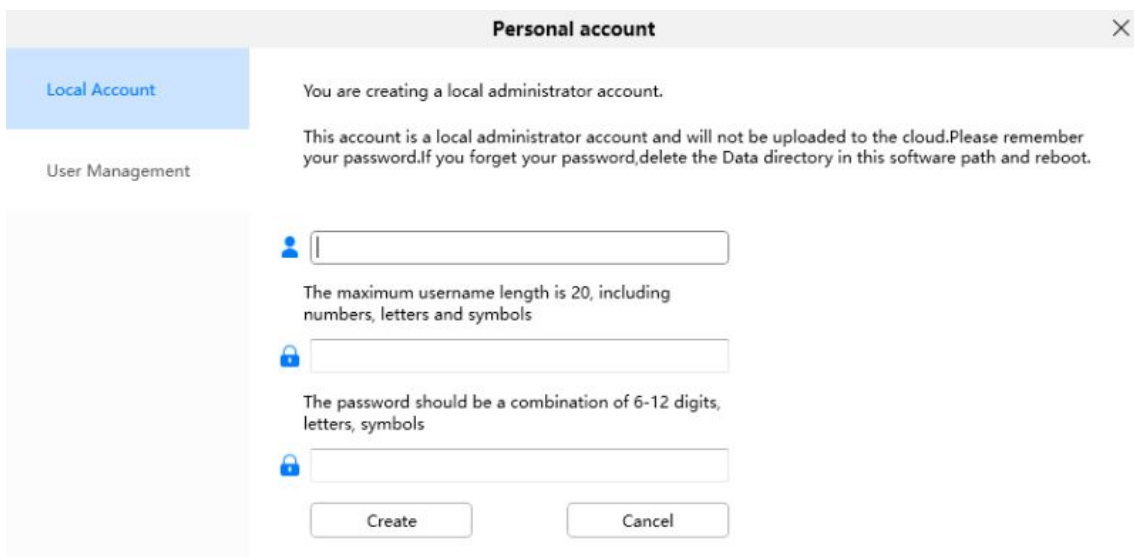 Personal account
Local Account
You are creating a local administrator account.
This account is a local administrator account and will not be uploaded to the cloud.Please remember
your password.If you forget your password,delete the Data directory in this software path and reboot.
User Management
The maximum username length is 20, including
numbers, letters and symbols
The password should be a combination of 6-12 digits,
letters, symbols
Create
Cancel